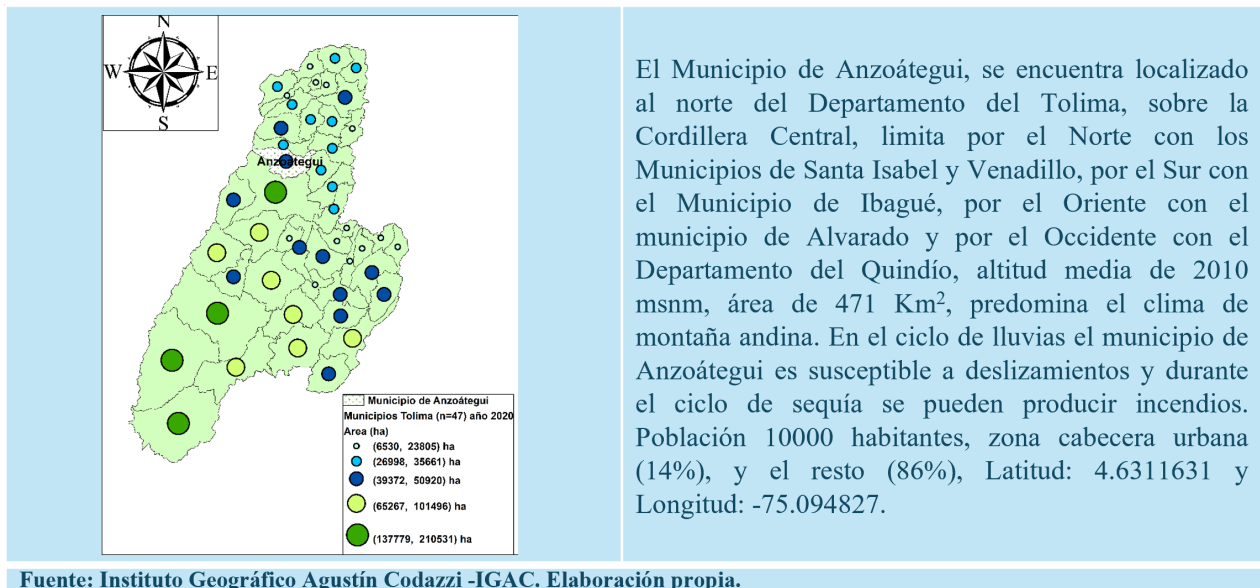 N
W E
S
Anzoátegui
Municipio de Anzoátegui
Municipios Tolima (n=47) año 2020
Area (ha)
(6530, 23805) ha
(26998, 35661) ha
(39372, 50920) ha
(65267, 101496) ha
(137779, 210531) ha
El Municipio de Anzoátegui, se encuentra localizado
al norte del Departamento del Tolima, sobre la
Cordillera Central, limita por el Norte con los
Municipios de Santa Isabel y Venadillo, por el Sur con
el Municipio de Ibagué, por el Oriente con el
municipio de Alvarado y por el Occidente con el
Departamento del Quindío, altitud media de 2010
msnm, área de 471 Km², predomina el clima de
montaña andina. En el ciclo de lluvias el municipio de
Anzoátegui es susceptible a deslizamientos y durante
el ciclo de sequía se pueden producir incendios.
Población 10000 habitantes, zona cabecera urbana
(14%), y el resto (86%), Latitud: 4.6311631 y
Longitud: -75.094827.
Fuente: Instituto Geográfico Agustín Codazzi -IGAC. Elaboración propia.